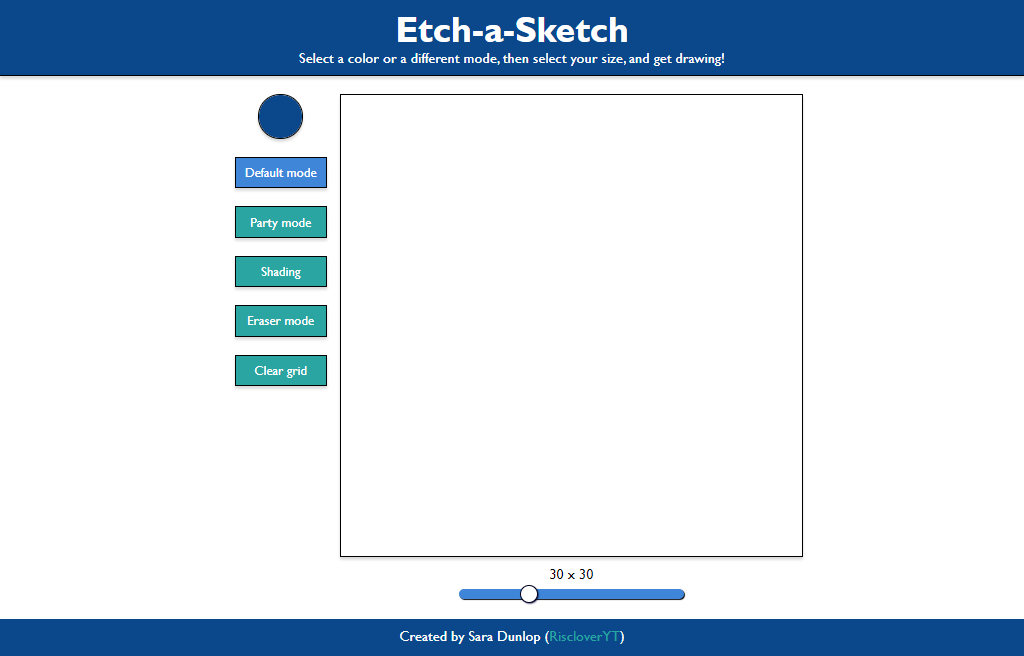 Etch-a-Sketch
Select a color or a different mode, then select your size, and get drawing!
Default mode
Party mode
Shading
Eraser mode
Clear grid
30 x 30
Created by Sara Dunlop (RiscloverYT)